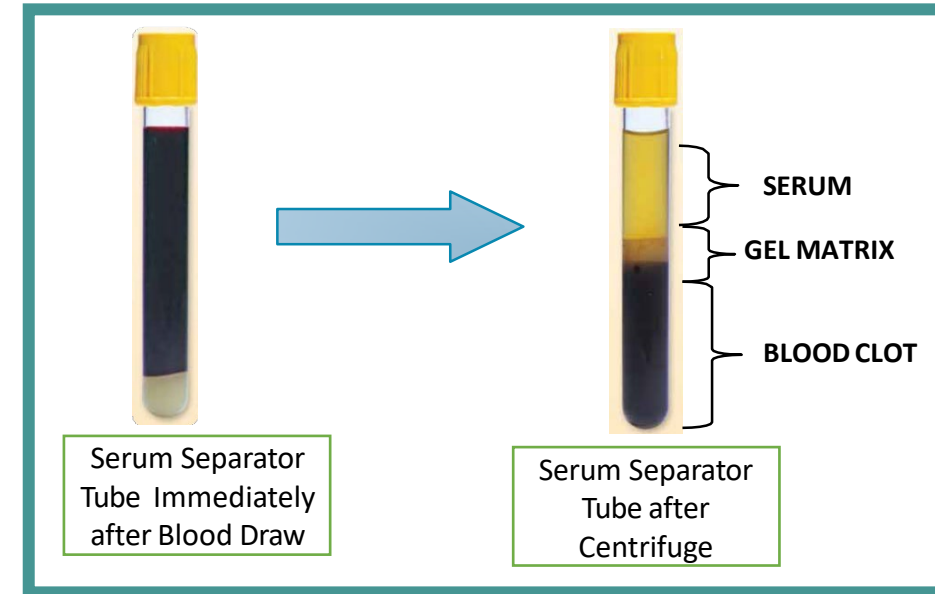 SERUM
GEL MATRIX
BLOOD CLOT
Serum Separator
Tube Immediately
after Blood Draw
Serum Separator
Tube after
Centrifuge